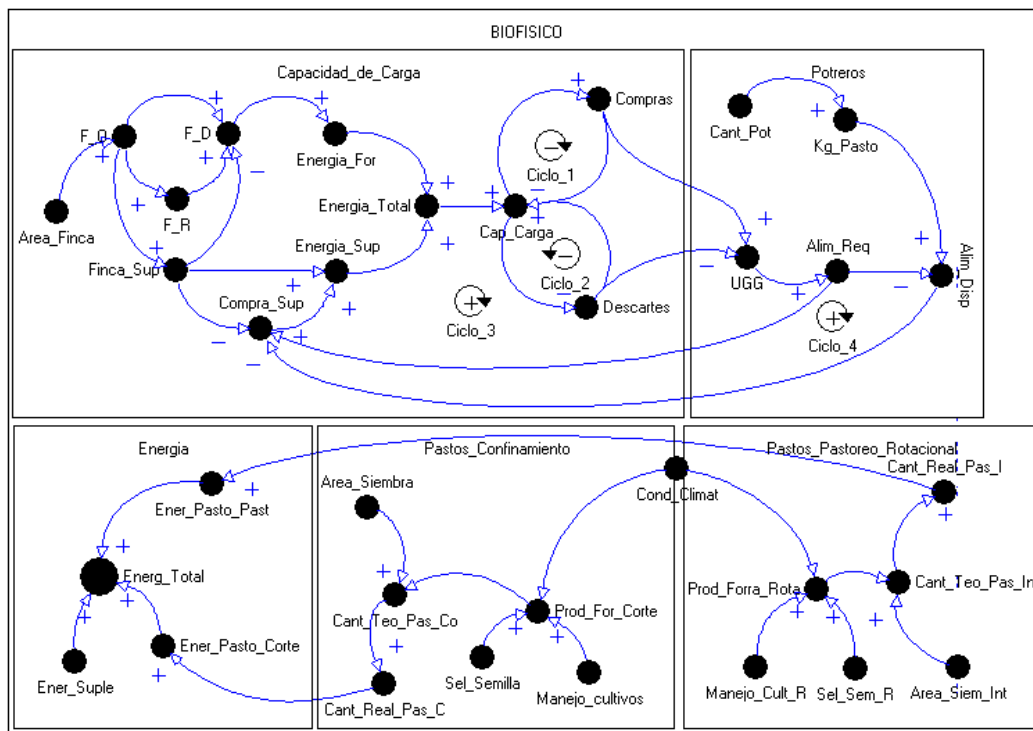 BIOFISICO
Capacidad_de_Carga
Potreros
Compras
Cant_Pot
Kg_Pasto
F_O
F_D
Energia_For
Ciclo_1
F_R
Area_Finca
Energia_Total
Cap_Carga
Energia_Sup
Alim_Req
Finca_Sup
Ciclo_2
UGG
Alim_Disp
Compra_Sup
Descartes
Ciclo_3
Ciclo_4
Energia
Pastos_Confinamiento
Pastos_Pastoreo_Rotacional
Cant_Real_Pas_I
Area_Siembra
Cond_Climat
Ener_Pasto_Past
Energ_Total
Cant_Teo_Pas_Int
Prod_Forra_Rota
Prod_For_Corte
Cant_Teo_Pas_Co
Ener_Pasto_Corte
Ener_Suple
Sel_Semilla
Manejo_cultivos
Manejo_Cult_R
Sel_Sem_R
Area_Siem_Int
Cant_Real_Pas_C